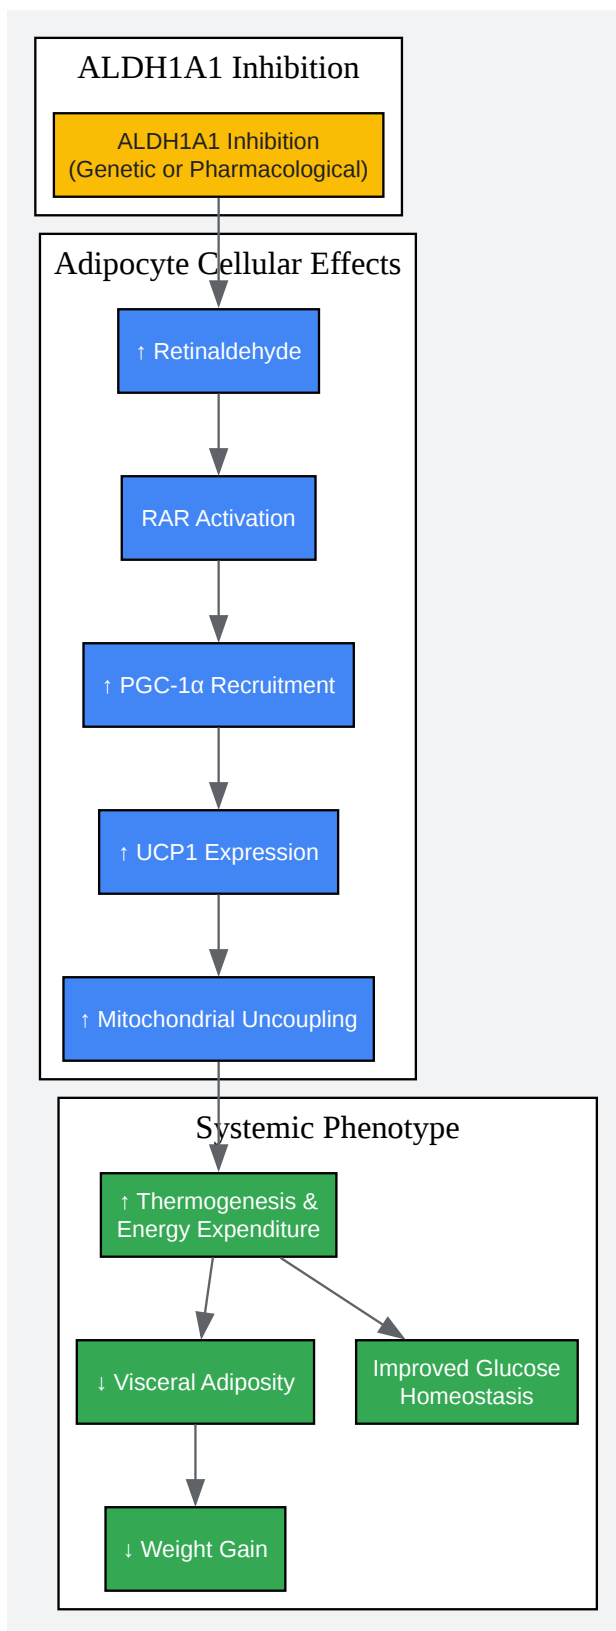 ALDH1A1 Inhibition
ALDH1A1 Inhibition
(Genetic or Pharmacological)
Adipocyte Cellular Effects
↑ Retinaldehyde
RAR Activation
↑ PGC-1α Recruitment
↑ UCP1 Expression
↑ Mitochondrial Uncoupling
Systemic Phenotype
↑ Thermogenesis &
Energy Expenditure
↓ Visceral Adiposity
Improved Glucose
Homeostasis
↓ Weight Gain